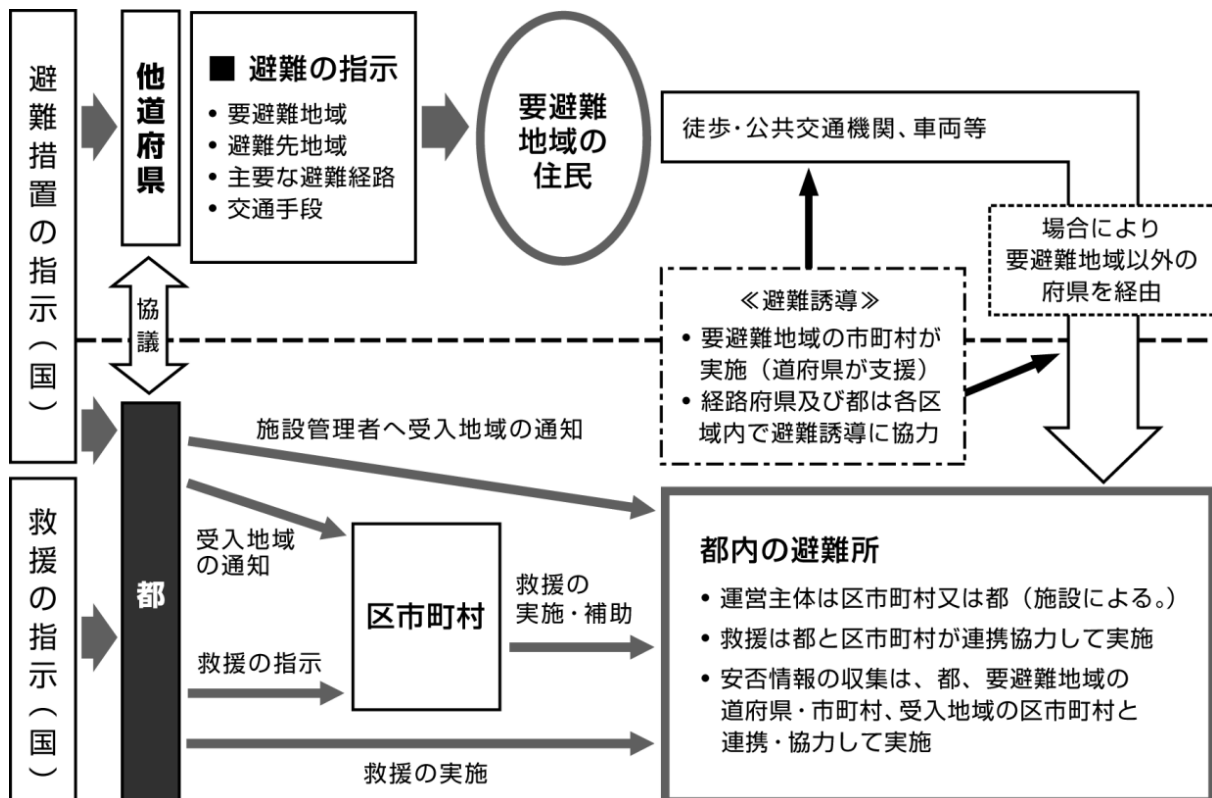 避難措置の指示(国)
他道府県
■ 避難の指示
• 要避難地域
• 避難先地域
• 主要な避難経路
• 交通手段
要避難
地域の
住民
徒歩・公共交通機関、車両等
場合により
要避難地域以外の
府県を経由
≪避難誘導≫
• 要避難地域の市町村が
実施(道府県が支援)
• 経路府県及び都は各区
域内で避難誘導に協力
協議
救援の指示(国)
都
施設管理者へ受入地域の通知
受入地域
の通知
区市町村
救援の指示
救援の
実施・補助
救援の実施
都内の避難所
• 運営主体は区市町村又は都(施設による。)
• 救援は都と区市町村が連携協力して実施
• 安否情報の収集は、都、要避難地域の
道府県・市町村、受入地域の区市町村と
連携・協力して実施